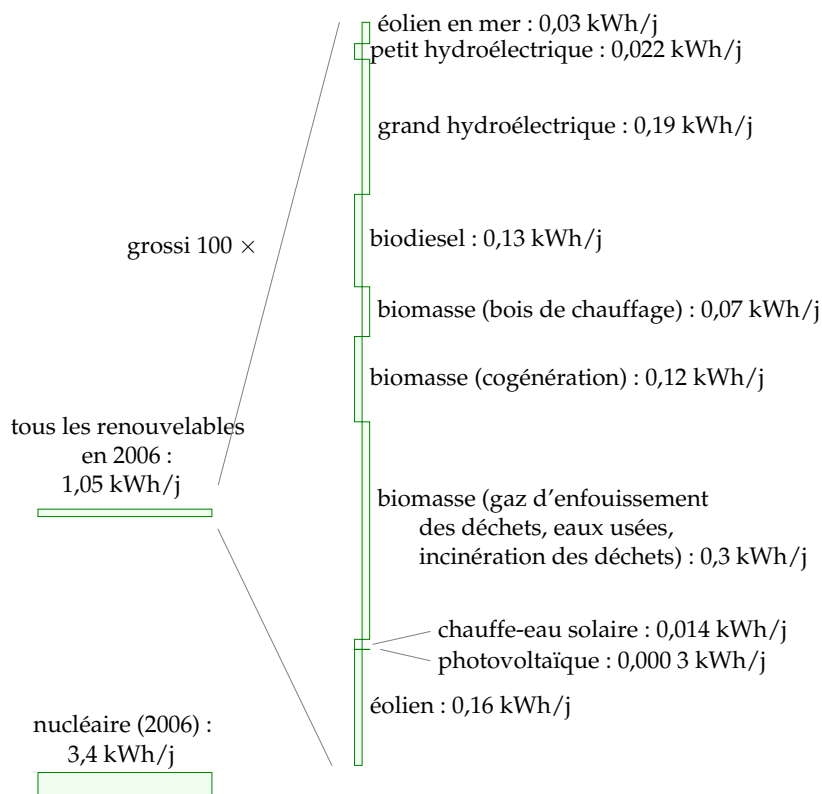 éolien en mer : 0,03 kWh/j
petit hydroélectrique : 0,022 kWh/j
grand hydroélectrique : 0,19 kWh/j
grossi 100 ×
biodiesel : 0,13 kWh/j
biomasse (bois de chauffage) : 0,07 kWh/j
biomasse (cogénération) : 0,12 kWh/j
tous les renouvelables
en 2006 :
1,05 kWh/j
biomasse (gaz d’enfouissement
des déchets, eaux usées,
incinération des déchets) : 0,3 kWh/j
chauffe-eau solaire : 0,014 kWh/j
photovoltaïque : 0,000 3 kWh/j
éolien : 0,16 kWh/j
nucléaire (2006) :
3,4 kWh/j